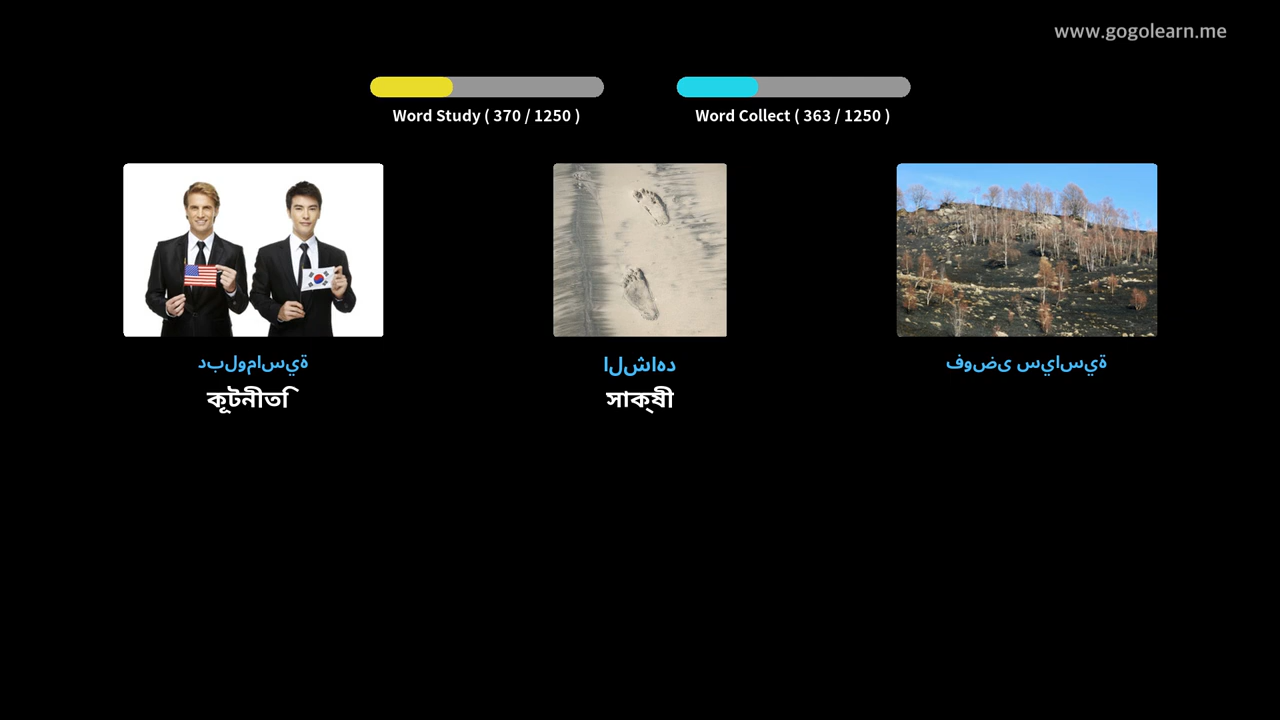 www.gogolearn.me
Word Study ( 370 / 1250 )
Word Collect ( 363 / 1250 )
دبلوماسية
কূটনীতি
الشاهد
সাক্ষী
فوضى سياسية